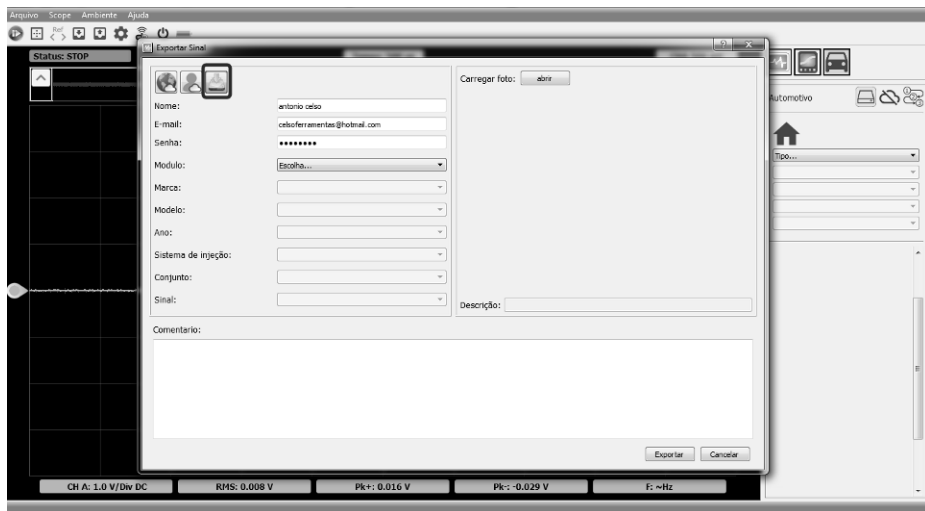 Arquivo Scope Ambiente Ajuda
Ref
Status: STOP
Exportar Sinal
Nome: antonio celso
E-mail: celsoferramentas@hotmail.com
Senha: ••••••••
Modulo: Escolha...
Marca:
Modelo:
Ano:
Sistema de injeção:
Conjunto:
Sinal:
Carregar foto: abrir
Descrição:
Comentario:
Exportar Cancelar
Automotivo
Tipo...
CH A: 1.0 V/Div DC RMS: 0.008 V Pk+: 0.016 V Pk-: -0.029 V F: ~Hz